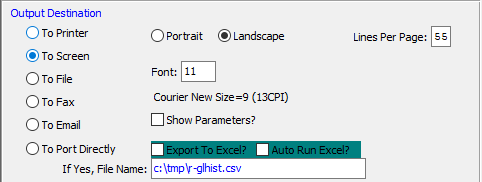 Output Destination
To Printer
Portrait Landscape Lines Per Page: 55
To Screen
To File Font: 11
To Fax Courier New Size=9 (13CPI)
To Email Show Parameters?
To Port Directly Export To Excel? Auto Run Excel?
If Yes, File Name: c:\tmp\r-glhist.csv